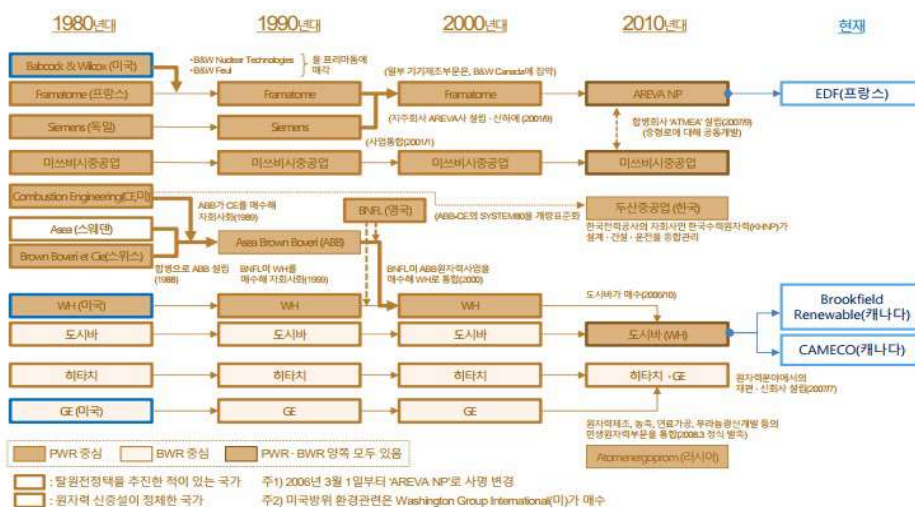 1980년대
1990년대
2000년대
2010년대
현재
Babcock & Wilcox (미국)
•B&W Nuclear Technologies
•B&W Feul
을 프라마톰에
매각
(일부 기기제조부문은, B&W Canada에 집약)
Framatome (프랑스)
Framatome
Framatome
AREVA NP
EDF(프랑스)
(지주회사 AREVA사 설립·산하에 (2001/9)
합병회사 'ATMEA' 설립(2007/9)
(중형로에 대해 공동개발)
Siemens (독일)
Siemens
(사업통합(2001/1)
미쓰비시중공업
미쓰비시중공업
미쓰비시중공업
미쓰비시중공업
Combustion Engineering(CE,미)
ABB가 CE를 매수해
자회사화(1989)
BNFL (영국)
(ABB-CE의 SYSTEM80을 개량표준화
두산중공업 (한국)
한국전력공사의 자회사인 한국수력원자력(KHNP)가
설계·건설·운전을 종합관리
Asea (스웨덴)
Brown Boveri et Cie(스위스)
Asea Brown Boveri (ABB)
합병으로 ABB 설립
(1988)
BNFL이 WH를
매수해 자회사화(1999)
BNFL이 ABB원자력사업을
매수해 WH로 통합(2000)
WH (미국)
WH
WH
도시바가 매수(2006/10)
Brookfield
Renewable(캐나다)
도시바
도시바
도시바
도시바 (WH)
CAMECO(캐나다)
히타치
히타치
히타치
히타치·GE
원자력분야에서의
재편·신회사 설립(2007/7)
GE (미국)
GE
GE
원자력제조, 농축, 연료가공, 우라늄광산개발 등의
민생원자력부문을 통합(2008.3 정식 발족)
Atomenergoprom (러시아)
PWR 중심
BWR 중심
PWR·BWR 양쪽 모두 있음
: 탈원전정택을 추진한 적이 있는 국가
주1) 2006년 3월 1일부터 'AREVA NP'로 사명 변경
: 원자력 신증설이 정체한 국가
주2) 미국방위 환경관련은 Washington Group International(미)가 매수